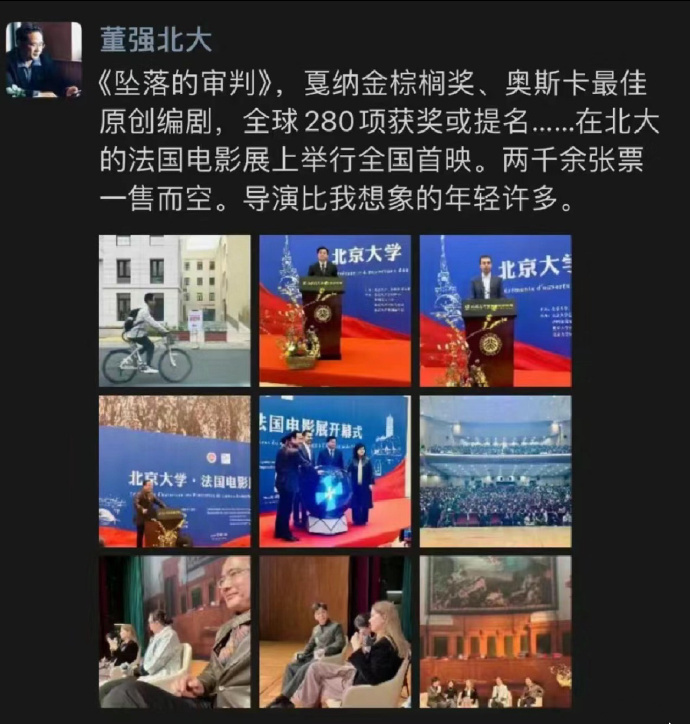 董强北大
《坠落的审判》，戛纳金棕榈奖、奥斯卡最佳
原创编剧，全球280项获奖或提名……在北大
的法国电影展上举行全国首映。两千余张票
一售而空。导演比我想象的年轻许多。
北京大学
北京大学
北京大学·法国电影
法国电影展开幕式